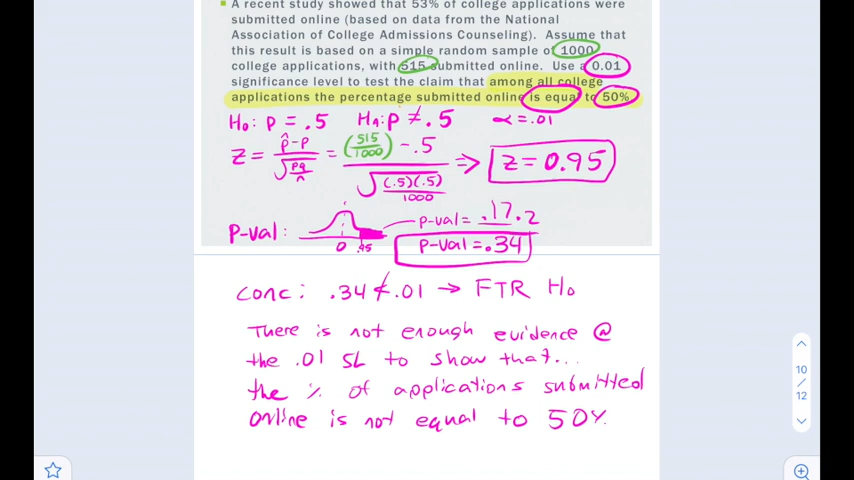 A recent study showed that 53% of college applications were
submitted online (based on data from the National
Association of College Admissions Counseling). Assume that
this result is based on a simple random sample of 1000
college applications, with 515 submitted online. Use a 0.01
significance level to test the claim that among all college
applications the percentage submitted online is equal to 50%
H₀: P = .5 H₁: P ≠ .5 α = .01
Z = (p̂ - p) / √(pq/n) = ((515/1000) - .5) / √((.5)(.5)/1000) ⇒ Z = 0.95
P-val: 0 .95 p-val = .17 . 2
p-val = .34
Conc: .34 ≮ .01 → FTR H₀
There is not enough evidence @
the .01 SL to show that...
the % of applications submitted
online is not equal to 50%
10
/
12